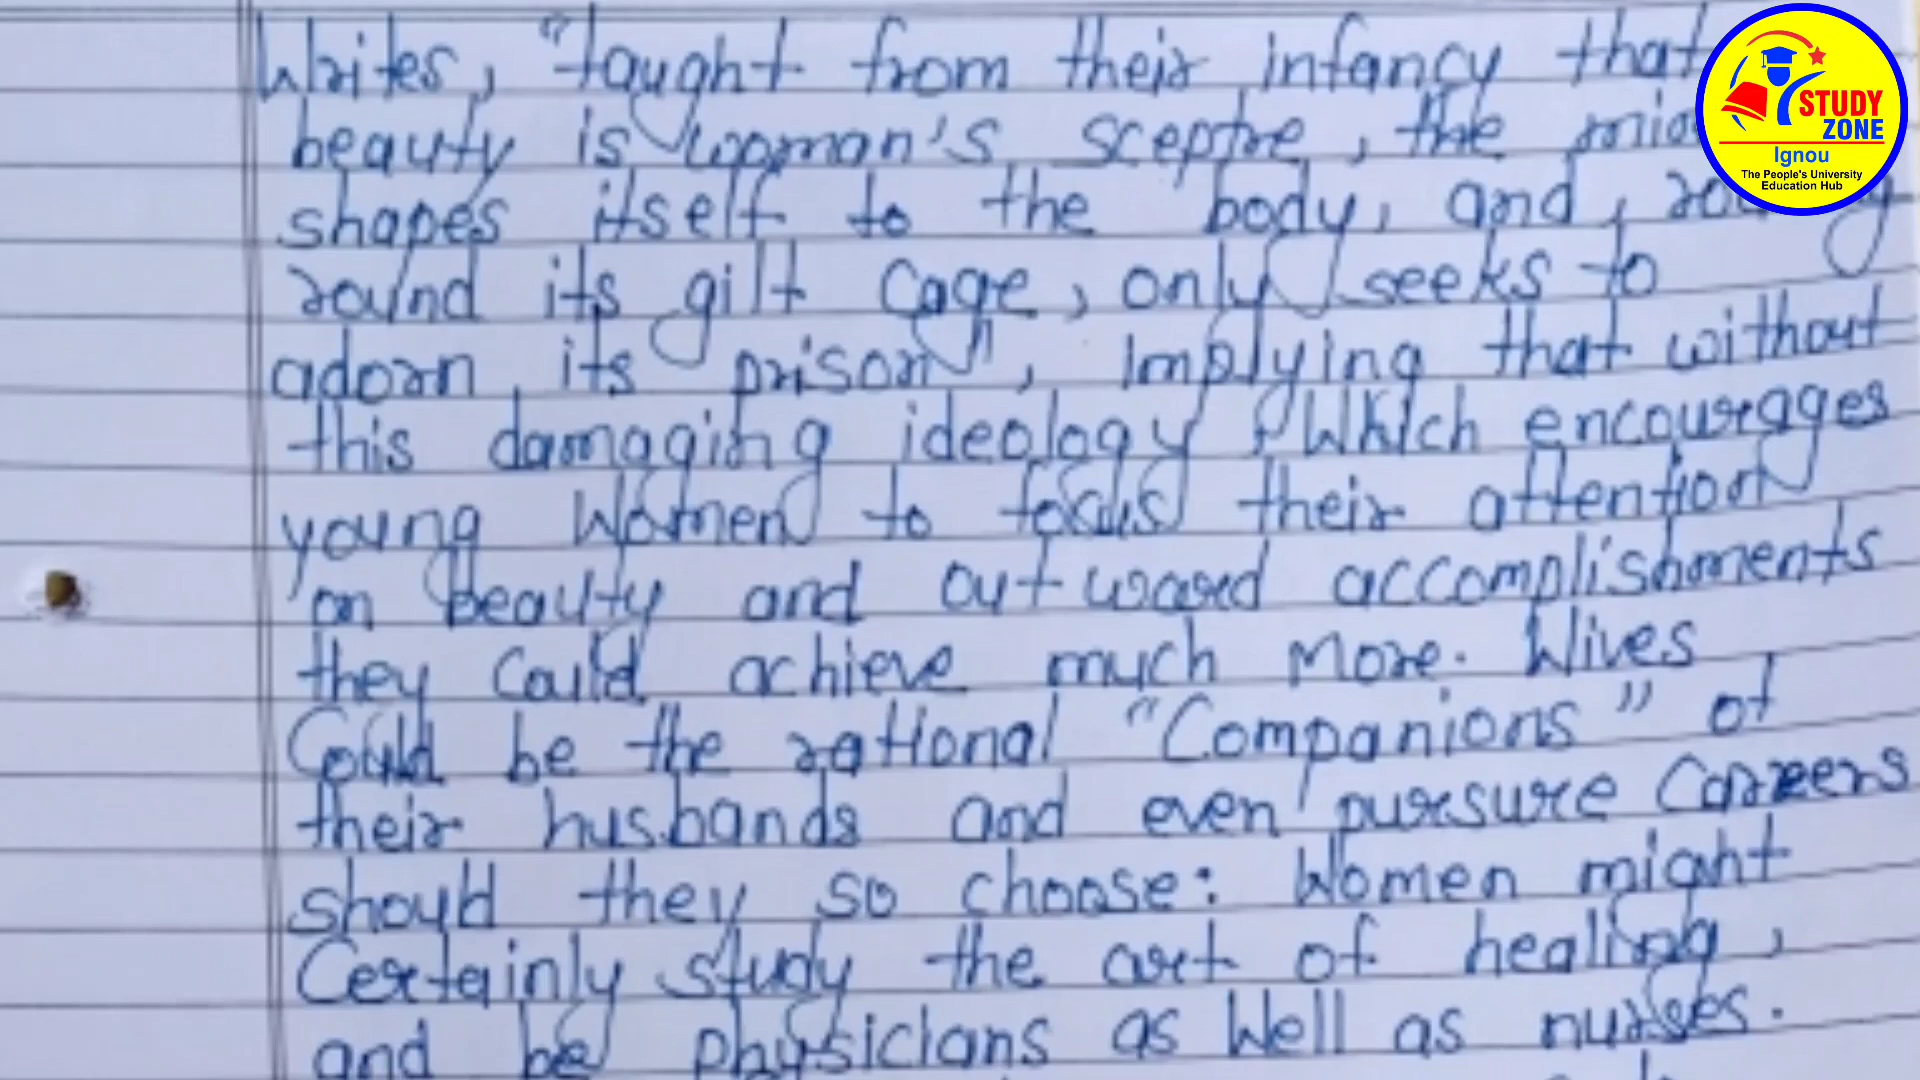 Writes, "taught from their infancy that
beauty is woman's sceptre, the
shapes itself to the body, and,
round its gilt cage, only seeks to
adorn its prison", implying that without
this damaging ideology, Which encourages
young Women to focus their attention
on beauty and outward accomplishments
they Could achieve much More. Wives
Could be the rational "Companions" of
their husbands and even pursure Careers
should they so choose: Women might
Certainly study the art of healing,
and be physicians as Well as nurses.
STUDY
ZONE
Ignou
The People's University
Education Hub